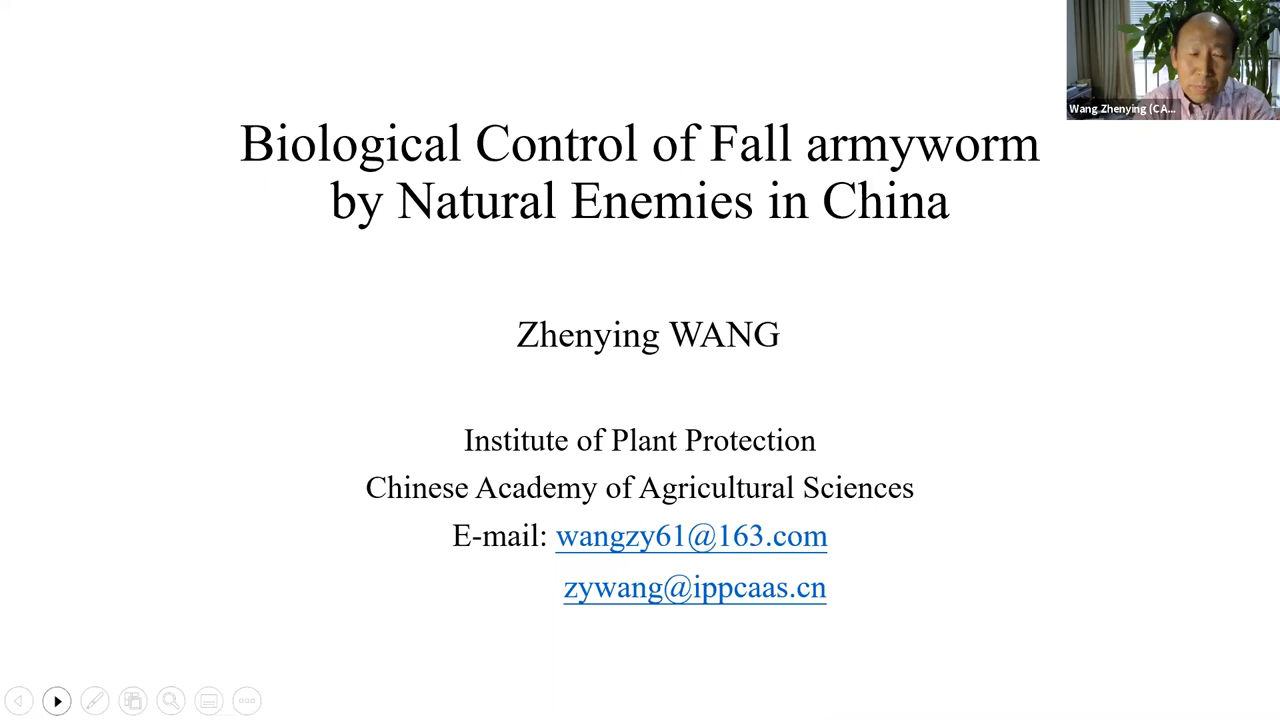 Wang Zhenying (CA...
Biological Control of Fall armyworm
by Natural Enemies in China
Zhenying WANG
Institute of Plant Protection
Chinese Academy of Agricultural Sciences
E-mail: wangzy61@163.com
zywang@ippcaas.cn